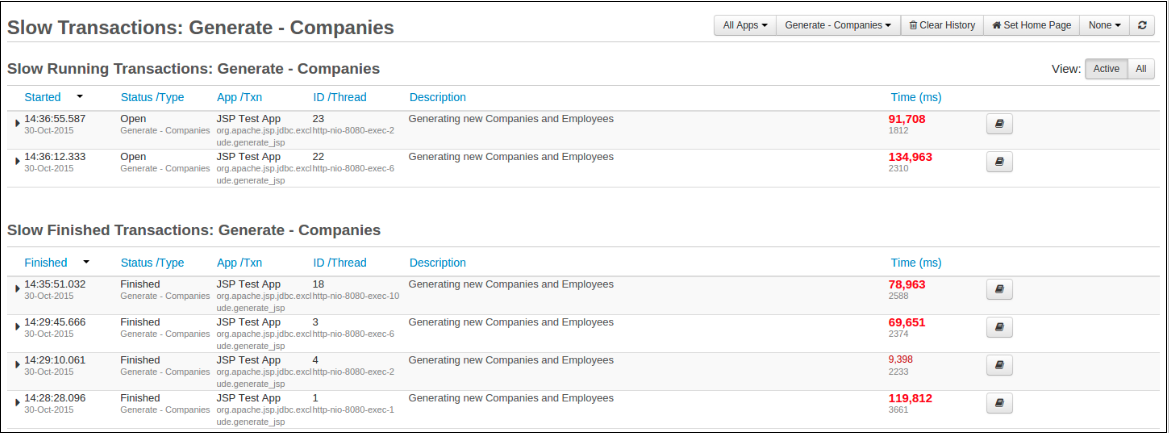 Slow Transactions: Generate - Companies
All Apps Generate - Companies Clear History Set Home Page None
Slow Running Transactions: Generate - Companies
View: Active All
Started Status /Type App /Txn ID /Thread Description Time (ms)
14:36:55.587 Open JSP Test App 23 Generating new Companies and Employees 91,708
30-Oct-2015 Generate - Companies org.apache.jsp.jdbc.excl http-nio-8080-exec-2 1812
ude.generate_jsp
14:36:12.333 Open JSP Test App 22 Generating new Companies and Employees 134,963
30-Oct-2015 Generate - Companies org.apache.jsp.jdbc.excl http-nio-8080-exec-6 2310
ude.generate_jsp
Slow Finished Transactions: Generate - Companies
Finished Status /Type App /Txn ID /Thread Description Time (ms)
14:35:51.032 Finished JSP Test App 18 Generating new Companies and Employees 78,963
30-Oct-2015 Generate - Companies org.apache.jsp.jdbc.excl http-nio-8080-exec-10 2588
ude.generate_jsp
14:29:45.666 Finished JSP Test App 3 Generating new Companies and Employees 69,651
30-Oct-2015 Generate - Companies org.apache.jsp.jdbc.excl http-nio-8080-exec-6 2374
ude.generate_jsp
14:29:10.061 Finished JSP Test App 4 Generating new Companies and Employees 9,398
30-Oct-2015 Generate - Companies org.apache.jsp.jdbc.excl http-nio-8080-exec-2 2233
ude.generate_jsp
14:28:28.096 Finished JSP Test App 1 Generating new Companies and Employees 119,812
30-Oct-2015 Generate - Companies org.apache.jsp.jdbc.excl http-nio-8080-exec-1 3661
ude.generate_jsp